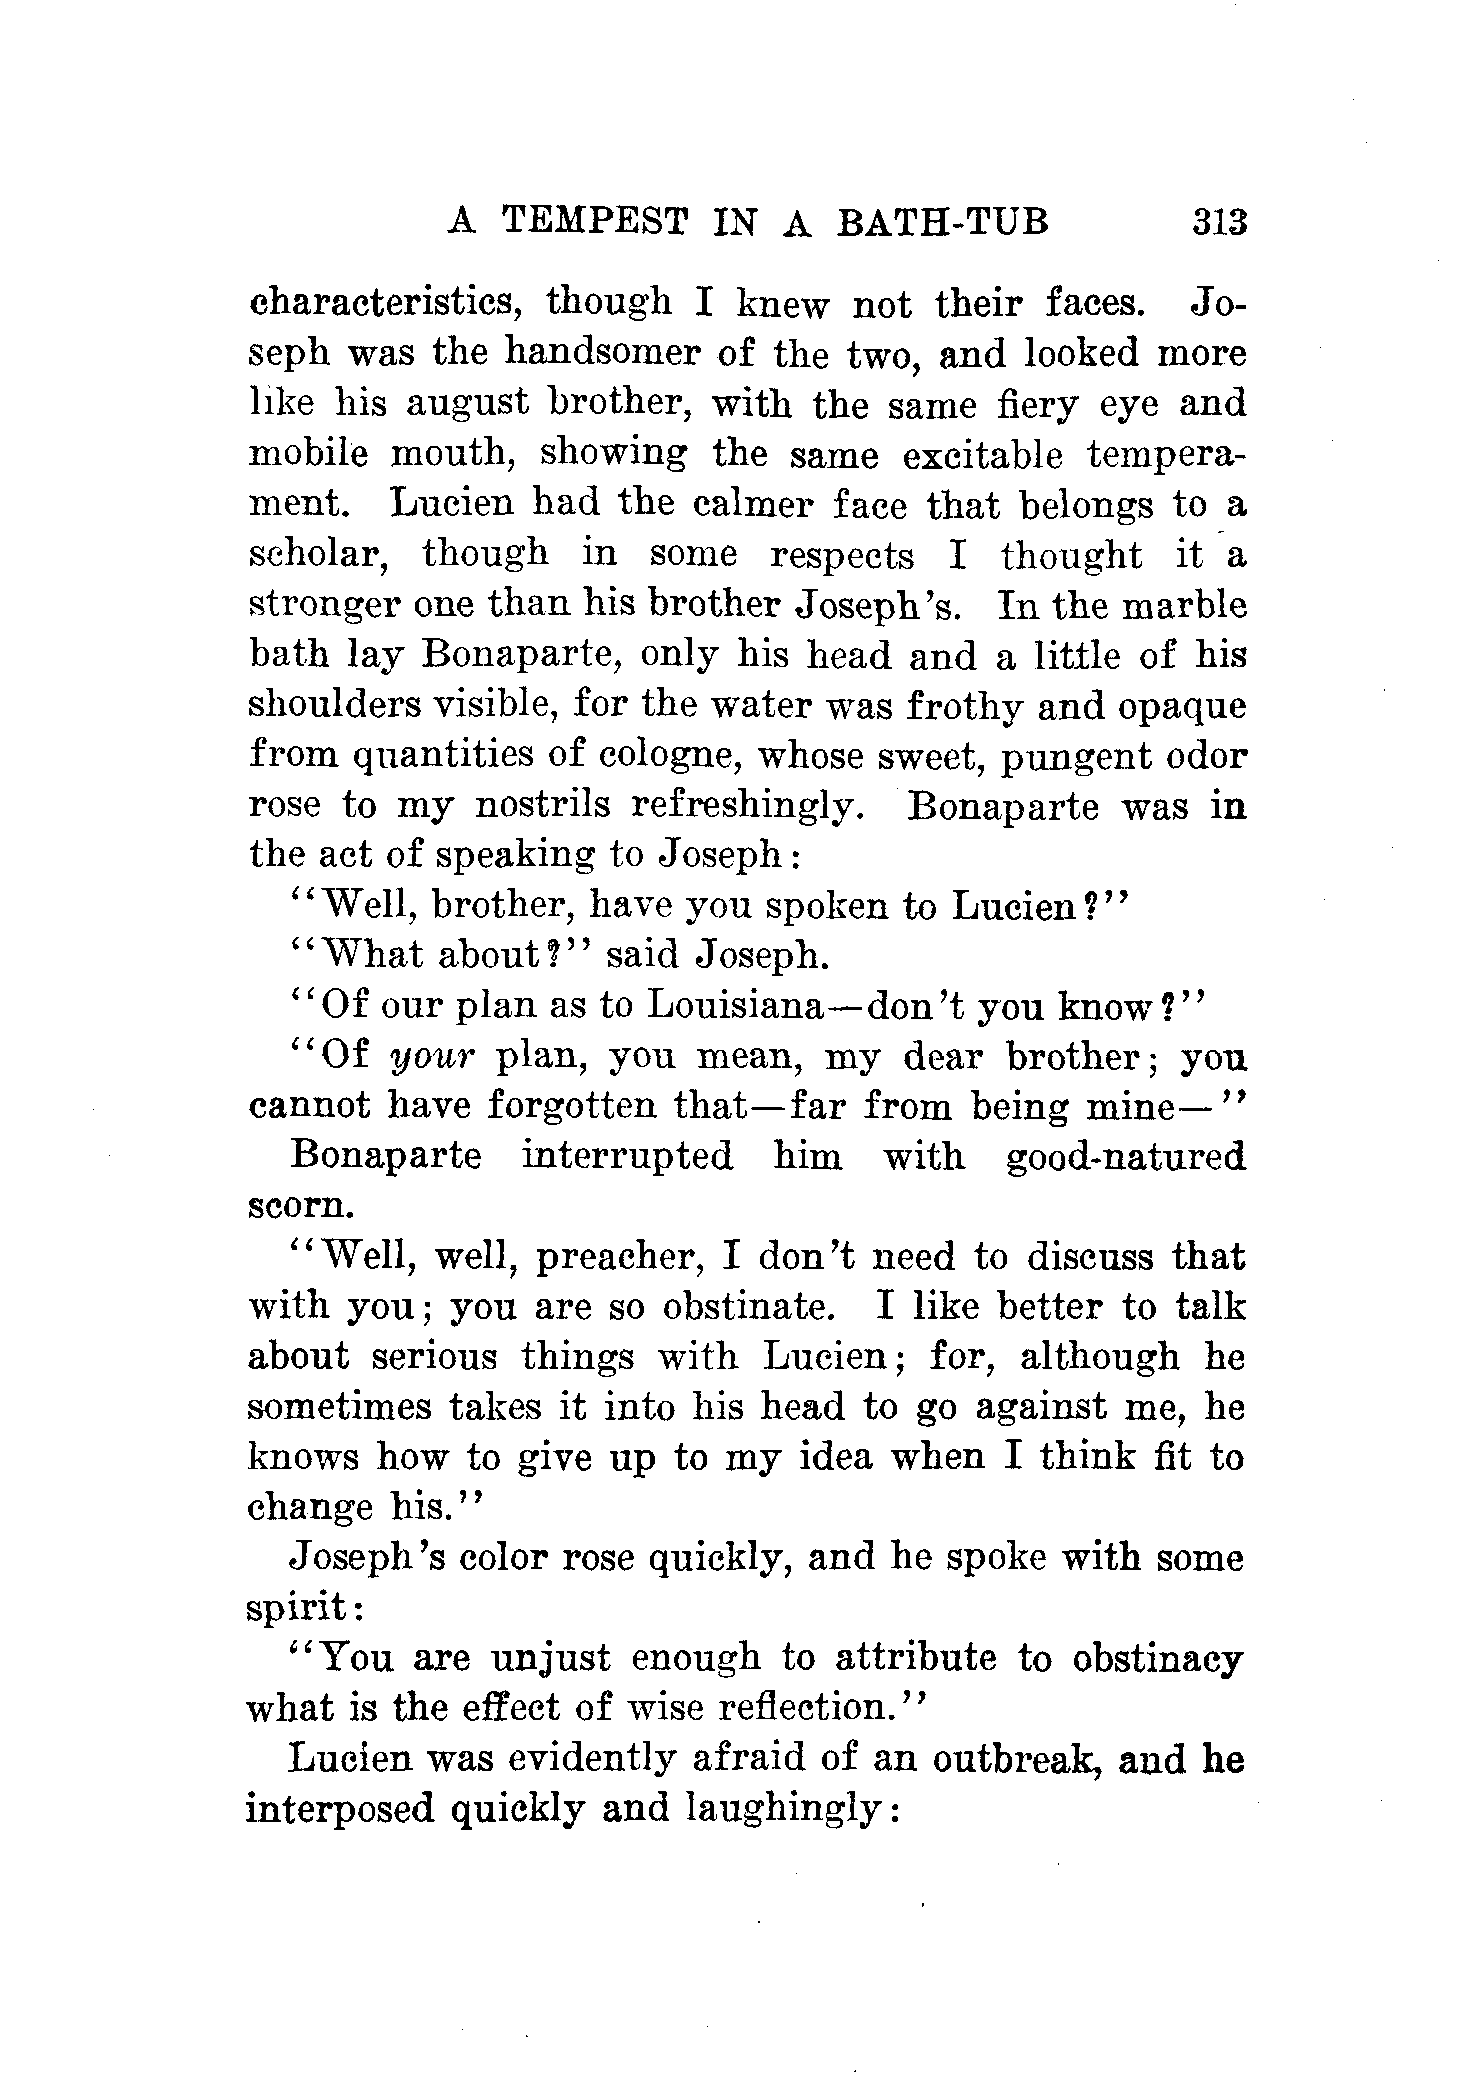 A TEMPEST IN A BATH-TUB 313
characteristics, though I knew not their faces. Jo-
seph was the handsomer of the two, and looked more
like his august brother, with the same fiery eye and
mobile mouth, showing the same excitable tempera-
ment. Lucien had the calmer face that belongs to a
scholar, though in some respects I thought it a
stronger one than his brother Joseph's. In the marble
bath lay Bonaparte, only his head and a little of his
shoulders visible, for the water was frothy and opaque
from quantities of cologne, whose sweet, pungent odor
rose to my nostrils refreshingly. Bonaparte was in
the act of speaking to Joseph:
"Well, brother, have you spoken to Lucien?"
"What about?" said Joseph.
"Of our plan as to Louisiana—don't you know?"
"Of your plan, you mean, my dear brother; you
cannot have forgotten that—far from being mine—"
Bonaparte interrupted him with good-natured
scorn.
"Well, well, preacher, I don't need to discuss that
with you; you are so obstinate. I like better to talk
about serious things with Lucien; for, although he
sometimes takes it into his head to go against me, he
knows how to give up to my idea when I think fit to
change his."
Joseph's color rose quickly, and he spoke with some
spirit:
"You are unjust enough to attribute to obstinacy
what is the effect of wise reflection."
Lucien was evidently afraid of an outbreak, and he
interposed quickly and laughingly: